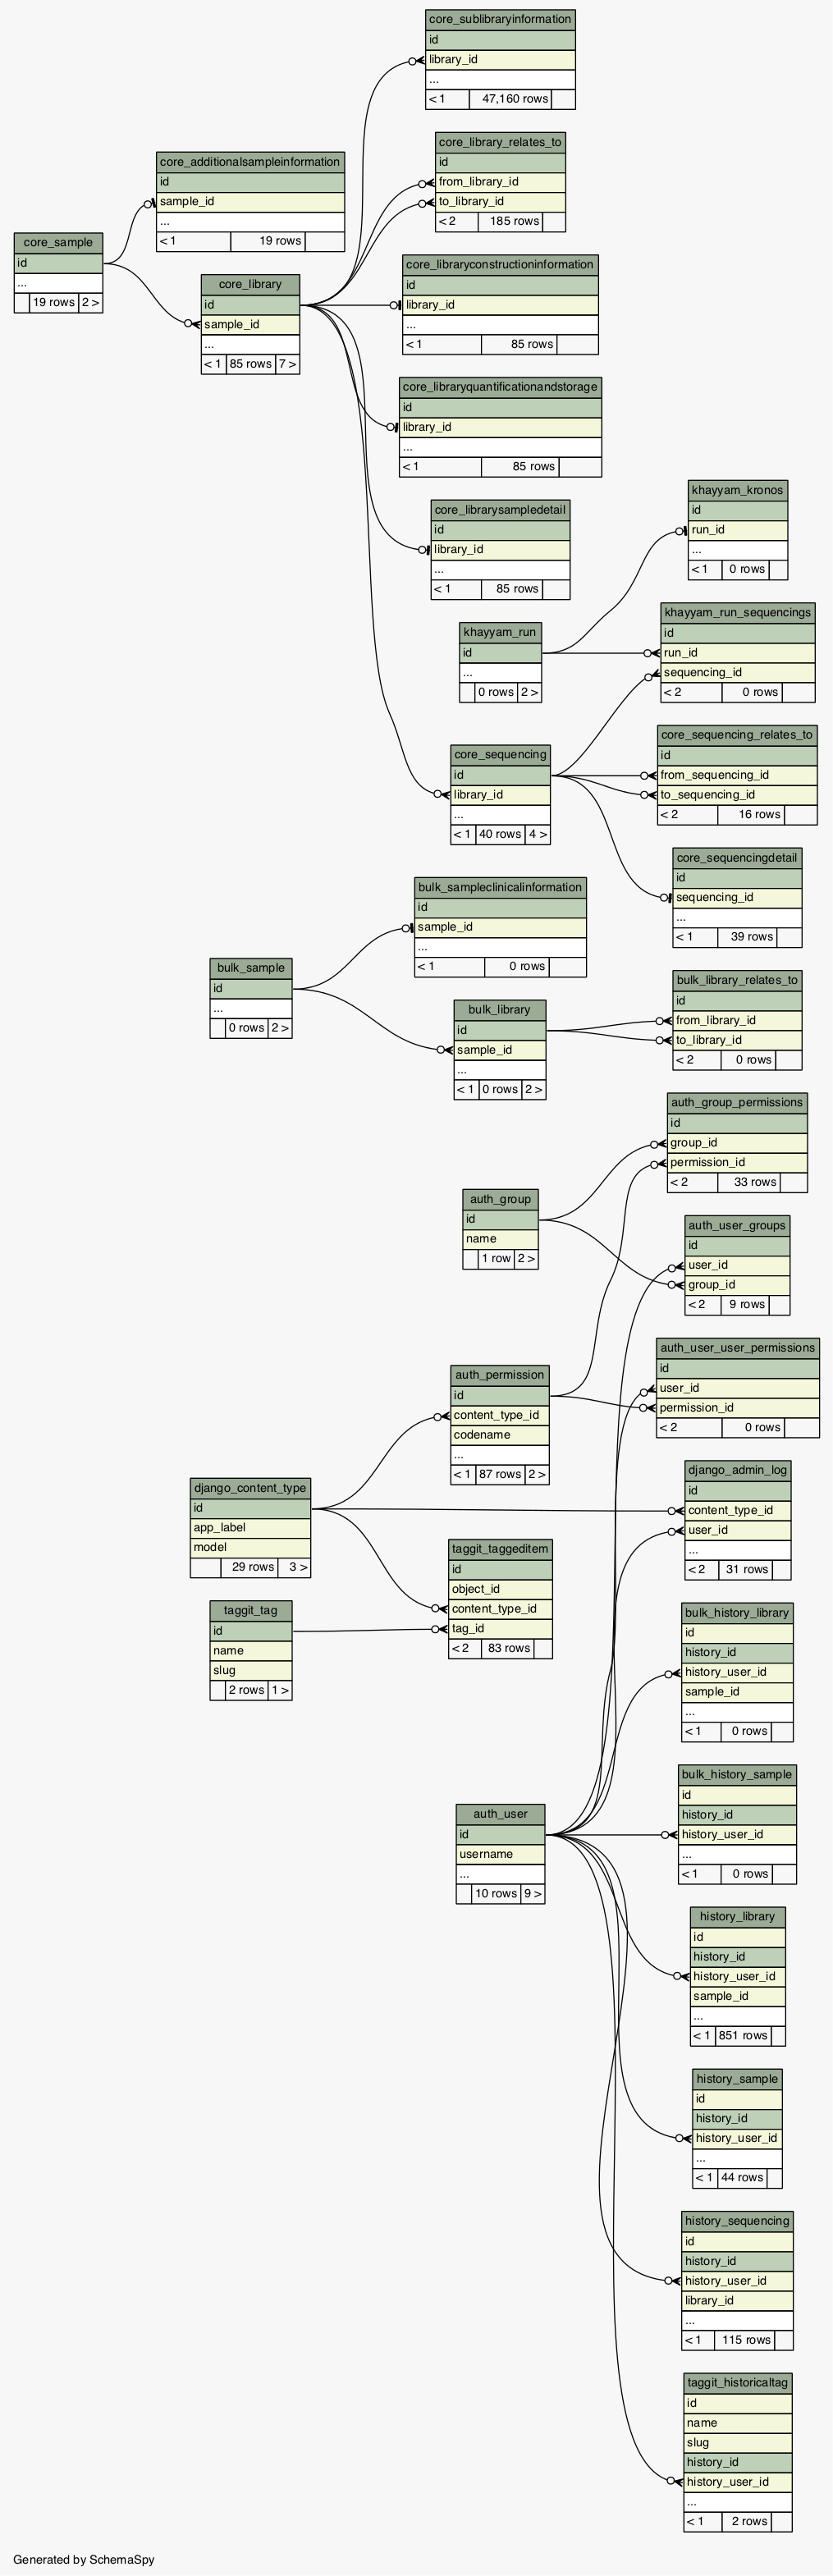 core_sublibraryinformation
id
library_id
...
< 1 47,160 rows
core_library_relates_to
id
from_library_id
to_library_id
< 2 185 rows
core_additionalsampleinformation
id
sample_id
...
< 1 19 rows
core_sample
id
...
19 rows 2 >
core_library
id
sample_id
...
< 1 85 rows 7 >
core_libraryconstructioninformation
id
library_id
...
< 1 85 rows
core_libraryquantificationandstorage
id
library_id
...
< 1 85 rows
core_librarysampledetail
id
library_id
...
< 1 85 rows
khayyam_kronos
id
run_id
...
< 1 0 rows
khayyam_run
id
...
0 rows 2 >
khayyam_run_sequencings
id
run_id
sequencing_id
< 2 0 rows
core_sequencing
id
library_id
...
< 1 40 rows 4 >
core_sequencing_relates_to
id
from_sequencing_id
to_sequencing_id
< 2 16 rows
core_sequencingdetail
id
sequencing_id
...
< 1 39 rows
bulk_sampleclinicalinformation
id
sample_id
...
< 1 0 rows
bulk_sample
id
...
0 rows 2 >
bulk_library
id
sample_id
...
< 1 0 rows 2 >
bulk_library_relates_to
id
from_library_id
to_library_id
< 2 0 rows
auth_group_permissions
id
group_id
permission_id
< 2 33 rows
auth_group
id
name
1 row 2 >
auth_user_groups
id
user_id
group_id
< 2 9 rows
auth_user_user_permissions
id
user_id
permission_id
< 2 0 rows
auth_permission
id
content_type_id
codename
...
< 1 87 rows 2 >
django_content_type
id
app_label
model
29 rows 3 >
django_admin_log
id
content_type_id
user_id
...
< 2 31 rows
taggit_taggeditem
id
object_id
content_type_id
tag_id
< 2 83 rows
taggit_tag
id
name
slug
2 rows 1 >
bulk_history_library
id
history_id
history_user_id
sample_id
...
< 1 0 rows
bulk_history_sample
id
history_id
history_user_id
...
< 1 0 rows
auth_user
id
username
...
10 rows 9 >
history_library
id
history_id
history_user_id
sample_id
...
< 1 851 rows
history_sample
id
history_id
history_user_id
...
< 1 44 rows
history_sequencing
id
history_id
history_user_id
library_id
...
< 1 115 rows
taggit_historicaltag
id
name
slug
history_id
history_user_id
...
< 1 2 rows
Generated by SchemaSpy